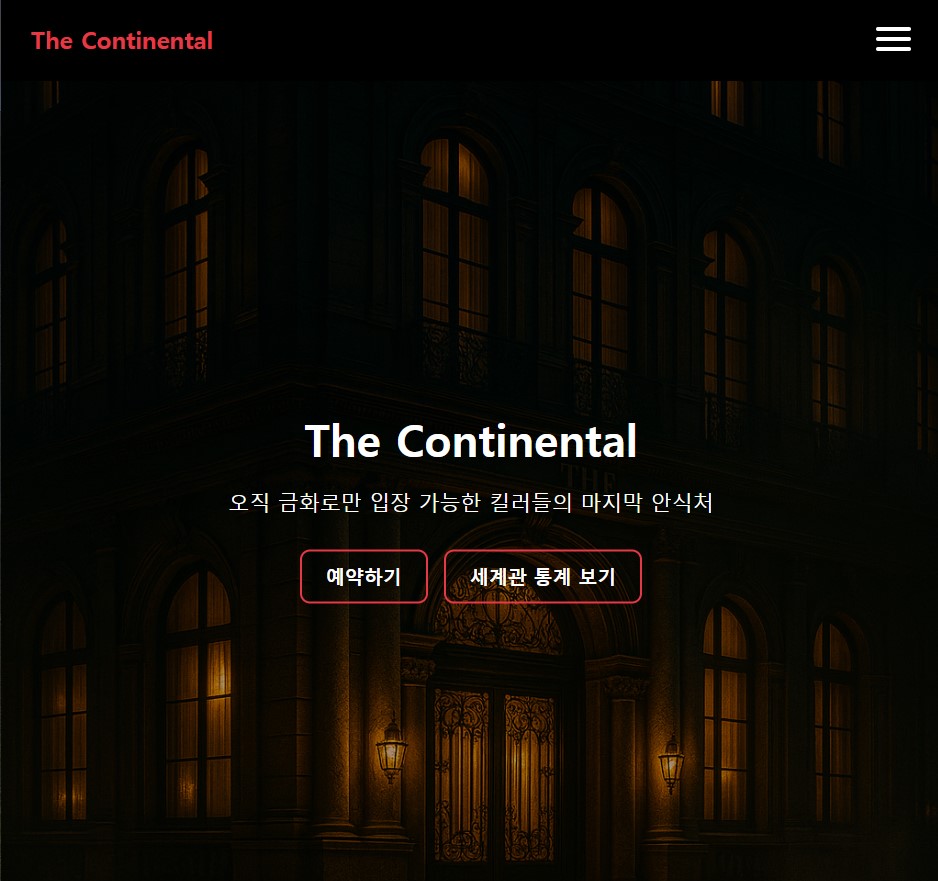 The Continental
The Continental
THE
오직 금화로만 입장 가능한 킬러들의 마지막 안식처
예약하기
세계관 통계 보기